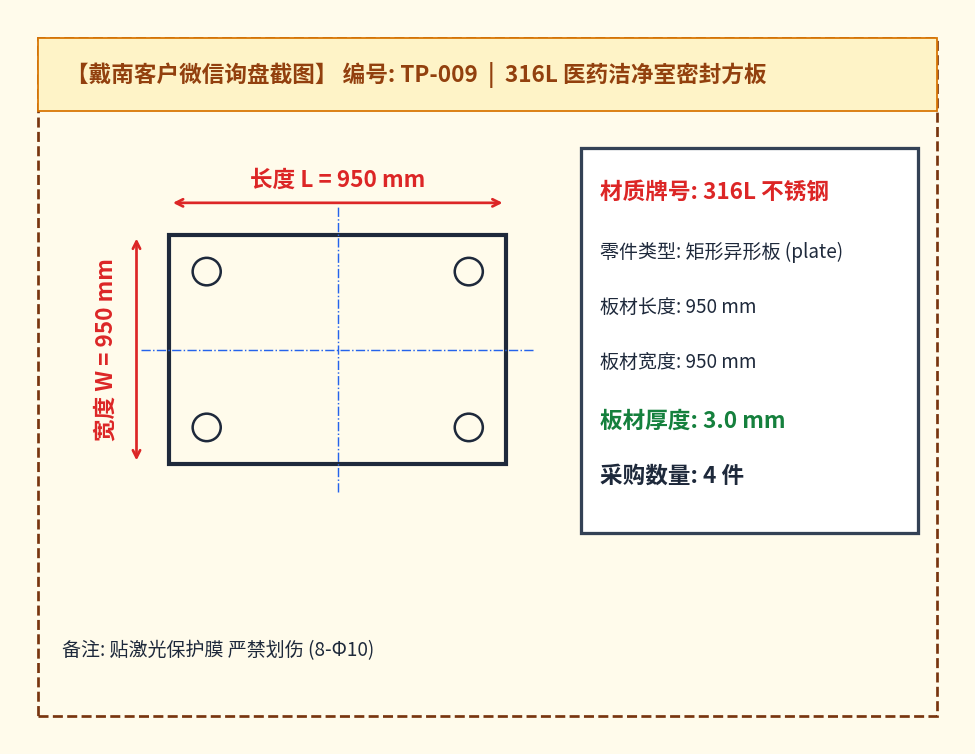 【戴南客户微信询盘截图】 编号: TP-009 | 316L 医药洁净室密封方板
长度 L = 950 mm
宽度 W = 950 mm
材质牌号: 316L 不锈钢
零件类型: 矩形异形板 (plate)
板材长度: 950 mm
板材宽度: 950 mm
板材厚度: 3.0 mm
采购数量: 4 件
备注: 贴激光保护膜 严禁划伤 (8-Φ10)